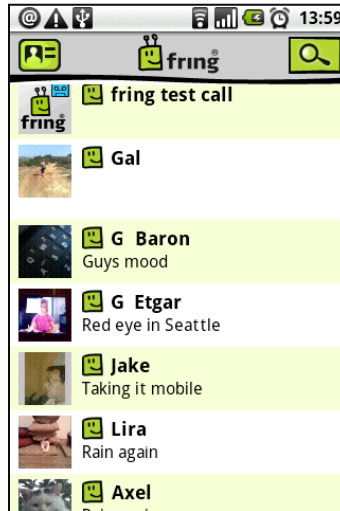 13:59
fring
fring test call
fring
Gal
G Baron
Guys mood
G Etgar
Red eye in Seattle
Jake
Taking it mobile
Lira
Rain again
Axel